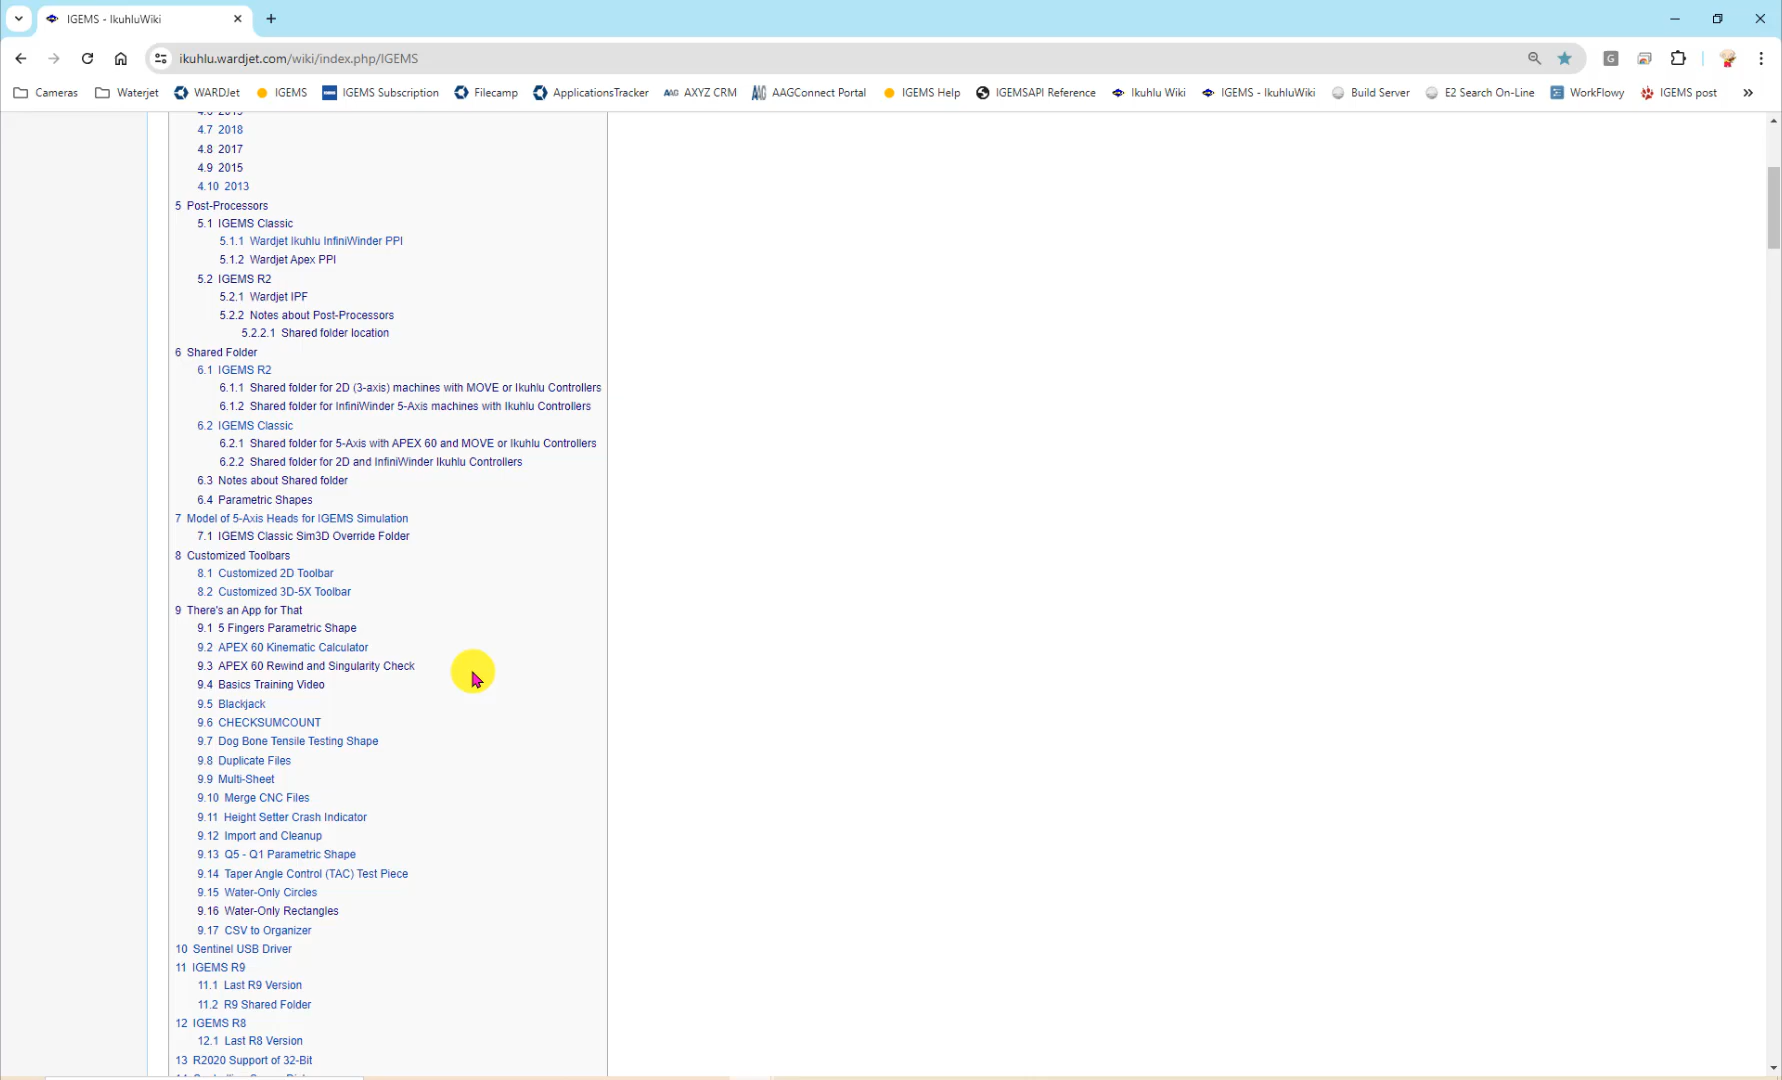 IGEMS - IkuhluWiki
ikuhlu.wardjet.com/wiki/index.php/IGEMS
Cameras Waterjet WARDJet IGEMS IGEMS Subscription Filecamp ApplicationsTracker AXYZ CRM AAGConnect Portal IGEMS Help IGEMSAPI Reference Ikuhlu Wiki IGEMS - IkuhluWiki Build Server E2 Search On-Line WorkFlowy IGEMS post »
4.7 2018
4.8 2017
4.9 2015
4.10 2013
5 Post-Processors
5.1 IGEMS Classic
5.1.1 Wardjet Ikuhlu InfiniWinder PPI
5.1.2 Wardjet Apex PPI
5.2 IGEMS R2
5.2.1 Wardjet IPF
5.2.2 Notes about Post-Processors
5.2.2.1 Shared folder location
6 Shared Folder
6.1 IGEMS R2
6.1.1 Shared folder for 2D (3-axis) machines with MOVE or Ikuhlu Controllers
6.1.2 Shared folder for InfiniWinder 5-Axis machines with Ikuhlu Controllers
6.2 IGEMS Classic
6.2.1 Shared folder for 5-Axis with APEX 60 and MOVE or Ikuhlu Controllers
6.2.2 Shared folder for 2D and InfiniWinder Ikuhlu Controllers
6.3 Notes about Shared folder
6.4 Parametric Shapes
7 Model of 5-Axis Heads for IGEMS Simulation
7.1 IGEMS Classic Sim3D Override Folder
8 Customized Toolbars
8.1 Customized 2D Toolbar
8.2 Customized 3D-5X Toolbar
9 There's an App for That
9.1 5 Fingers Parametric Shape
9.2 APEX 60 Kinematic Calculator
9.3 APEX 60 Rewind and Singularity Check
9.4 Basics Training Video
9.5 Blackjack
9.6 CHECKSUMCOUNT
9.7 Dog Bone Tensile Testing Shape
9.8 Duplicate Files
9.9 Multi-Sheet
9.10 Merge CNC Files
9.11 Height Setter Crash Indicator
9.12 Import and Cleanup
9.13 Q5 - Q1 Parametric Shape
9.14 Taper Angle Control (TAC) Test Piece
9.15 Water-Only Circles
9.16 Water-Only Rectangles
9.17 CSV to Organizer
10 Sentinel USB Driver
11 IGEMS R9
11.1 Last R9 Version
11.2 R9 Shared Folder
12 IGEMS R8
12.1 Last R8 Version
13 R2020 Support of 32-Bit